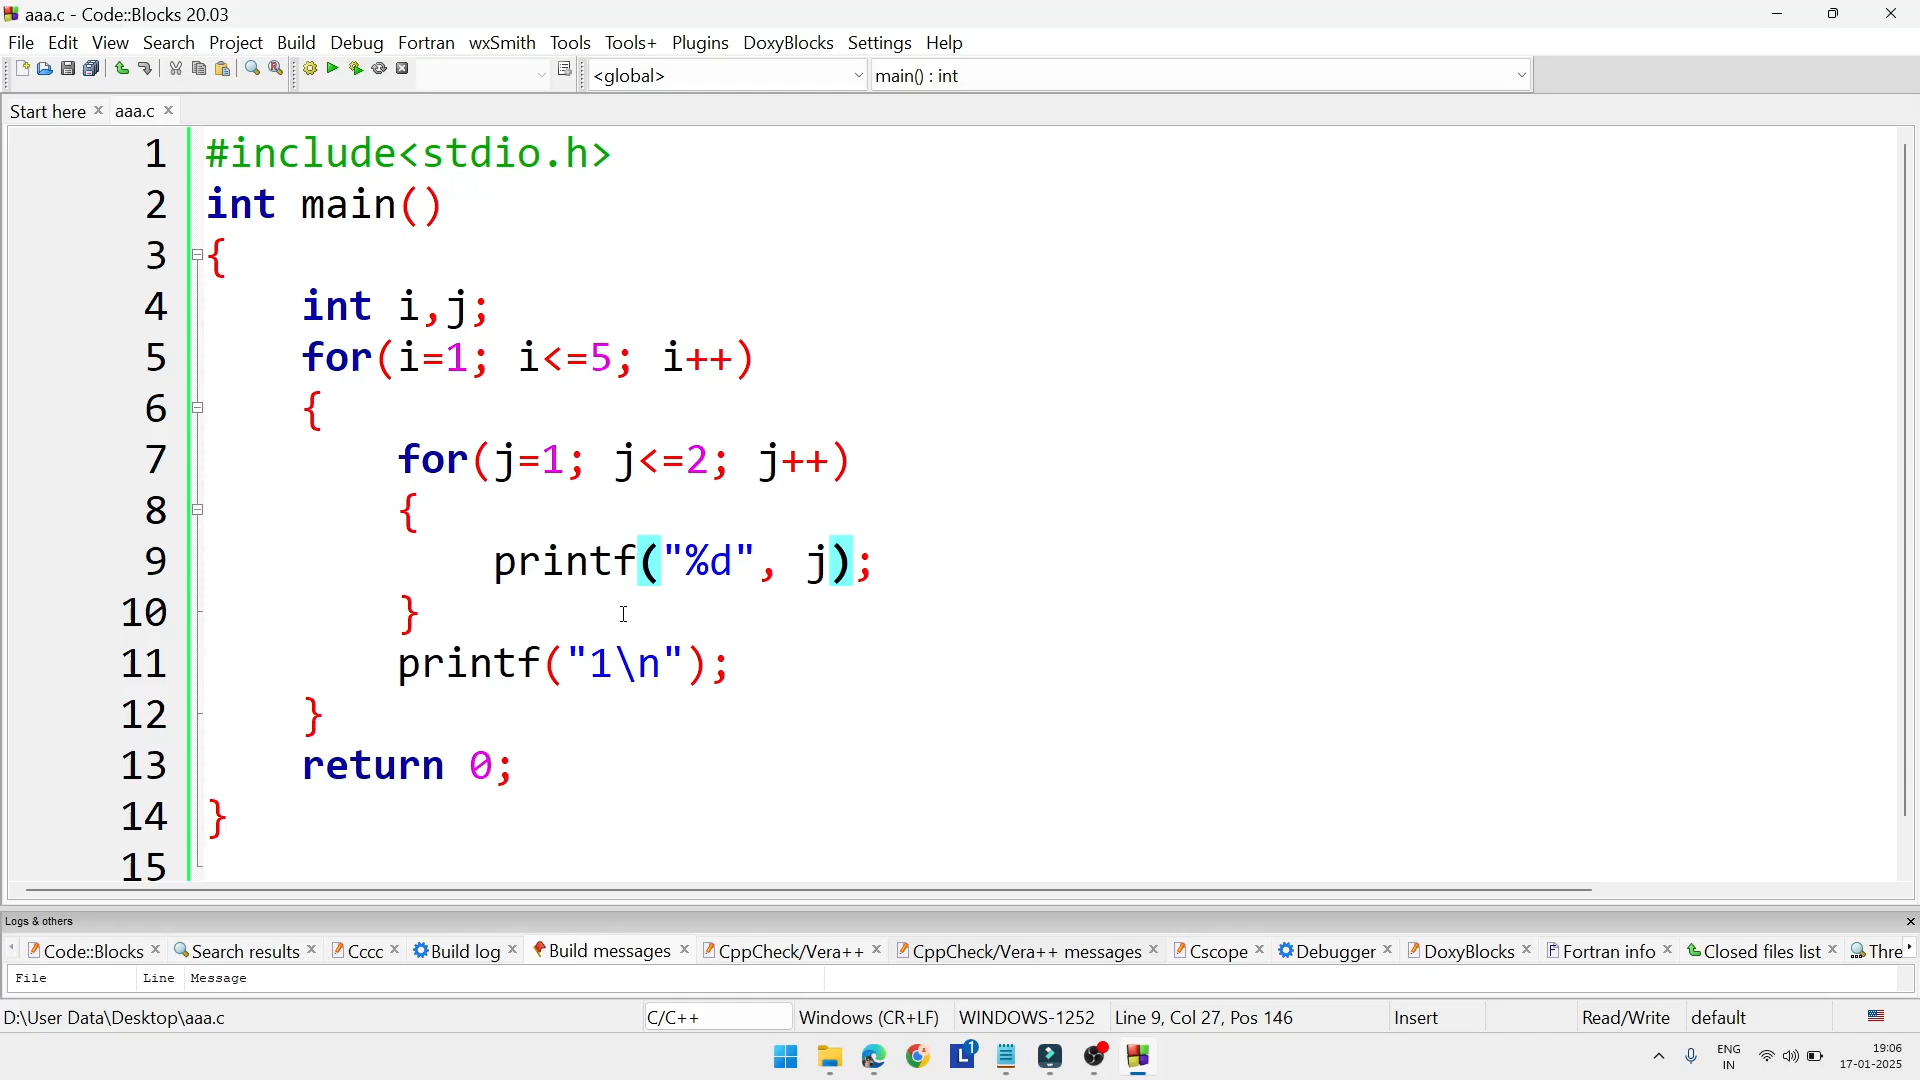 aaa.c - Code::Blocks 20.03
File Edit View Search Project Build Debug Fortran wxSmith Tools Tools+ Plugins DoxyBlocks Settings Help
<global> main() : int
Start here aaa.c
1 #include<stdio.h>
2 int main()
3 {
4 int i,j;
5 for(i=1; i<=5; i++)
6 {
7 for(j=1; j<=2; j++)
8 {
9 printf("%d", j);
10 }
11 printf("1\n");
12 }
13 return 0;
14 }
15
Logs & others
Code::Blocks Search results Cccc Build log Build messages CppCheck/Vera++ CppCheck/Vera++ messages Cscope Debugger DoxyBlocks Fortran info Closed files list Thre
File Line Message
D:\User Data\Desktop\aaa.c C/C++ Windows (CR+LF) WINDOWS-1252 Line 9, Col 27, Pos 146 Insert Read/Write default
L 1 ENG 19:06
IN 17-01-2025